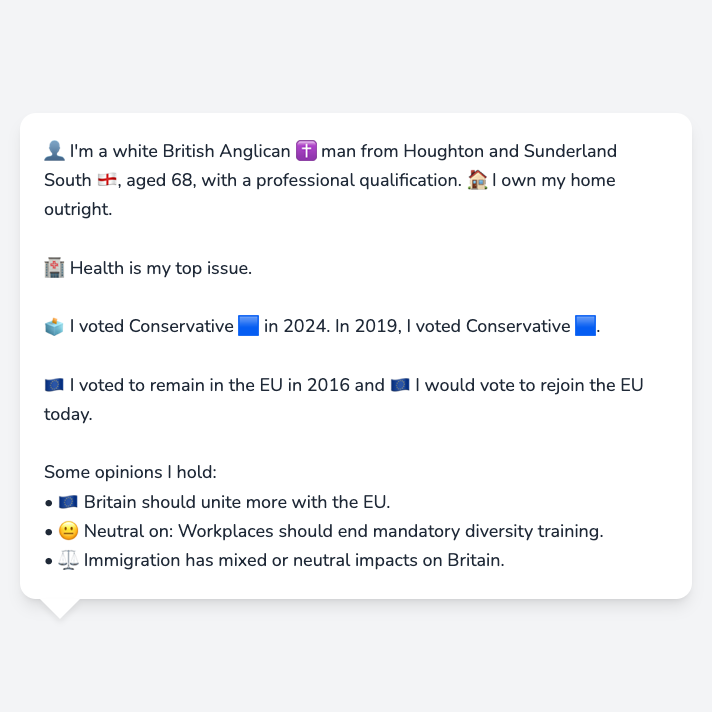 👤 I'm a white British Anglican ✝️ man from Houghton and Sunderland
South 🏴󠁧󠁢󠁥󠁮󠁧󠁿, aged 68, with a professional qualification. 🏠 I own my home
outright.
🏥 Health is my top issue.
🗳️ I voted Conservative 🟦 in 2024. In 2019, I voted Conservative 🟦.
🇪🇺 I voted to remain in the EU in 2016 and 🇪🇺 I would vote to rejoin the EU
today.
Some opinions I hold:
• 🇪🇺 Britain should unite more with the EU.
• 😐 Neutral on: Workplaces should end mandatory diversity training.
• ⚖️ Immigration has mixed or neutral impacts on Britain.